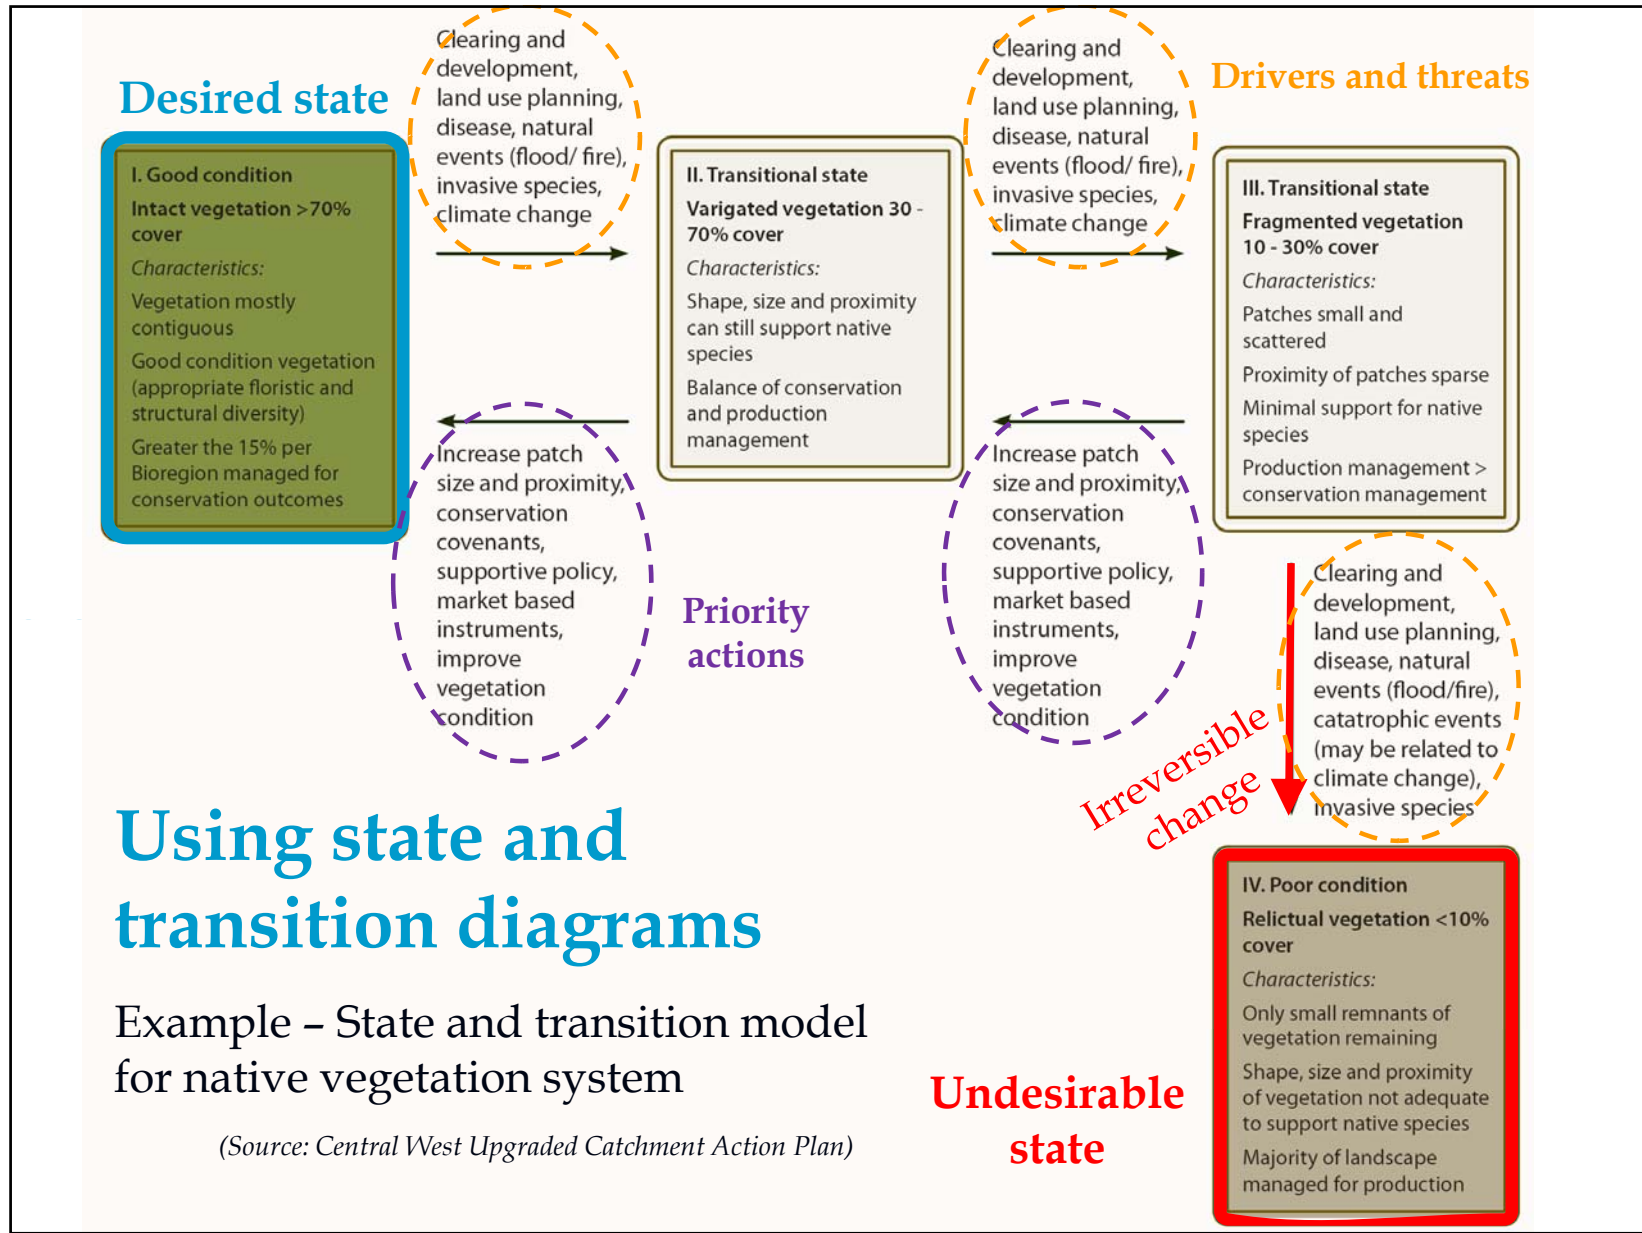 Desired state
I. Good condition
Intact vegetation >70%
cover
Characteristics:
Vegetation mostly
contiguous
Good condition vegetation
(appropriate floristic and
structural diversity)
Greater the 15% per
Bioregion managed for
conservation outcomes
Clearing and
development,
land use planning,
disease, natural
events (flood/ fire),
invasive species,
climate change
Increase patch
size and proximity,
conservation
covenants,
supportive policy,
market based
instruments,
improve
vegetation
condition
II. Transitional state
Varigated vegetation 30 -
70% cover
Characteristics:
Shape, size and proximity
can still support native
species
Balance of conservation
and production
management
Priority
actions
Clearing and
development,
land use planning,
disease, natural
events (flood/ fire),
invasive species,
climate change
Increase patch
size and proximity,
conservation
covenants,
supportive policy,
market based
instruments,
improve
vegetation
condition
Drivers and threats
III. Transitional state
Fragmented vegetation
10 - 30% cover
Characteristics:
Patches small and
scattered
Proximity of patches sparse
Minimal support for native
species
Production management >
conservation management
Irreversible
change
Clearing and
development,
land use planning,
disease, natural
events (flood/fire),
catatrophic events
(may be related to
climate change),
invasive species
Using state and
transition diagrams
Example – State and transition model
for native vegetation system
(Source: Central West Upgraded Catchment Action Plan)
Undesirable
state
IV. Poor condition
Relictual vegetation <10%
cover
Characteristics:
Only small remnants of
vegetation remaining
Shape, size and proximity
of vegetation not adequate
to support native species
Majority of landscape
managed for production